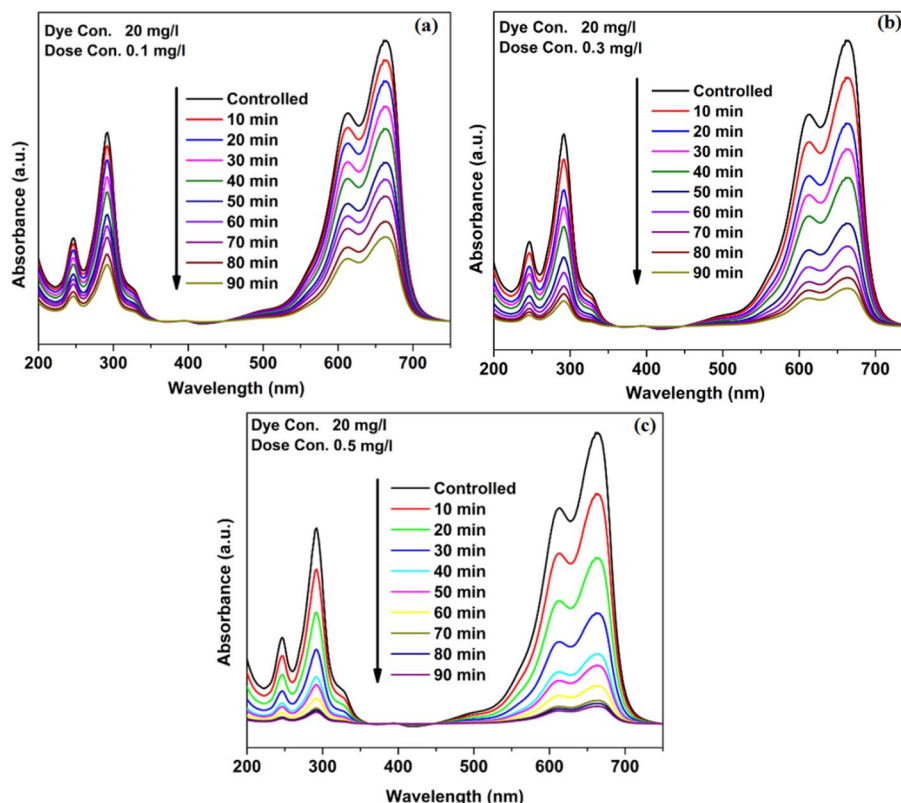 (a)
Dye Con. 20 mg/l
Dose Con. 0.1 mg/l
Controlled
10 min
20 min
30 min
40 min
50 min
60 min
70 min
80 min
90 min
Absorbance (a.u.)
200 300 400 500 600 700
Wavelength (nm)
(b)
Dye Con. 20 mg/l
Dose Con. 0.3 mg/l
Controlled
10 min
20 min
30 min
40 min
50 min
60 min
70 min
80 min
90 min
Absorbance (a.u.)
200 300 400 500 600 700
Wavelength (nm)
(c)
Dye Con. 20 mg/l
Dose Con. 0.5 mg/l
Controlled
10 min
20 min
30 min
40 min
50 min
60 min
70 min
80 min
90 min
Absorbance (a.u.)
200 300 400 500 600 700
Wavelength (nm)